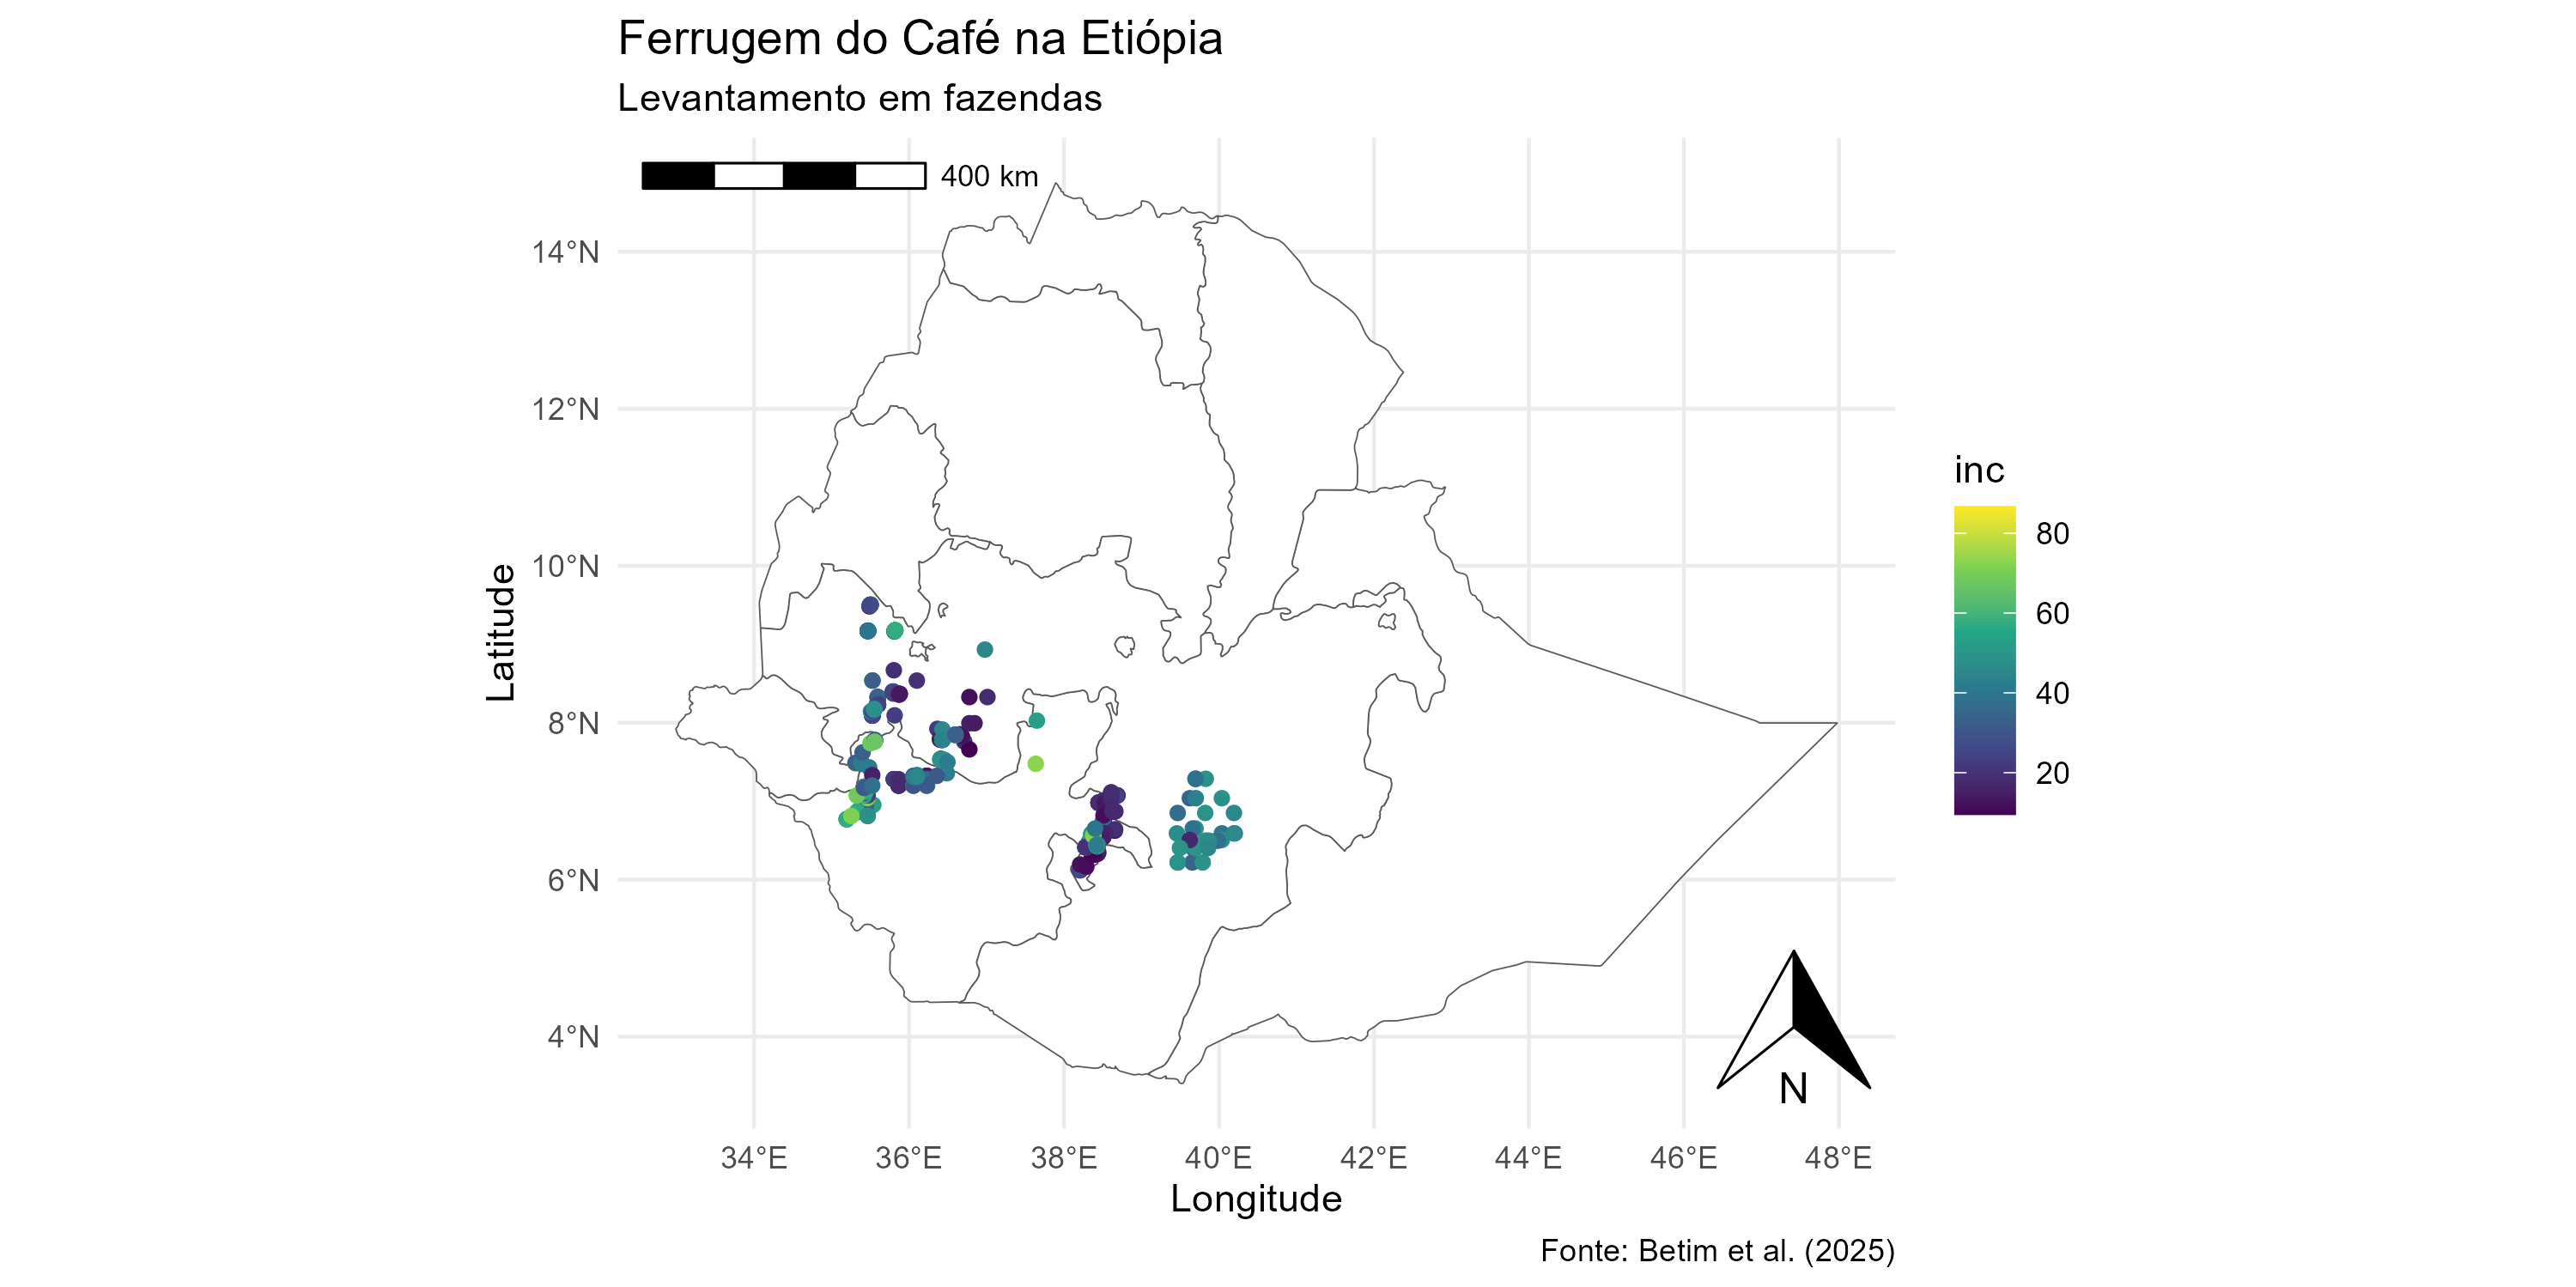 Ferrugem do Café na Etiópia
Levantamento em fazendas
400 km
14°N
12°N
10°N
8°N
6°N
4°N
Latitude
34°E 36°E 38°E 40°E 42°E 44°E 46°E 48°E
Longitude
inc
80
60
40
20
N
Fonte: Betim et al. (2025)